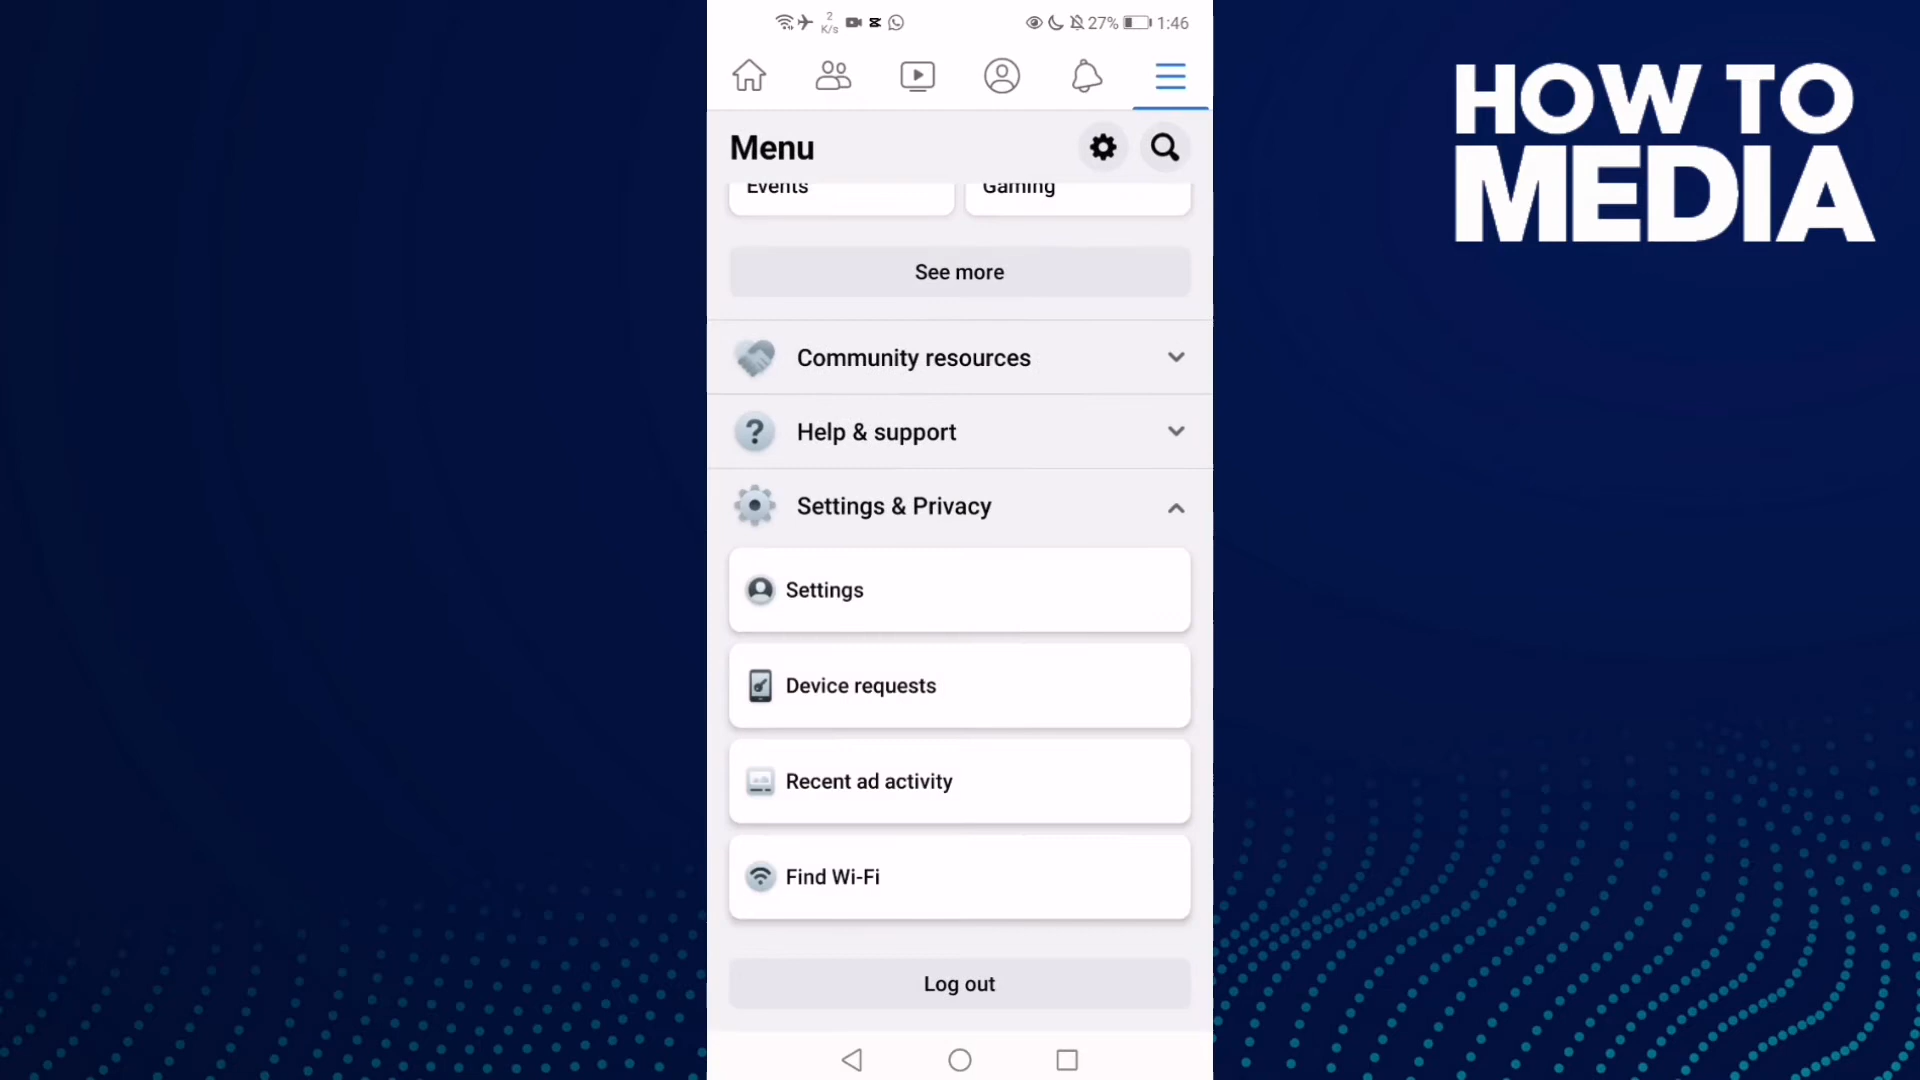 2
K/s
27% 1:46
HOW TO
MEDIA
Menu
Events
Gaming
See more
Community resources
Help & support
Settings & Privacy
Settings
Device requests
Recent ad activity
Find Wi-Fi
Log out